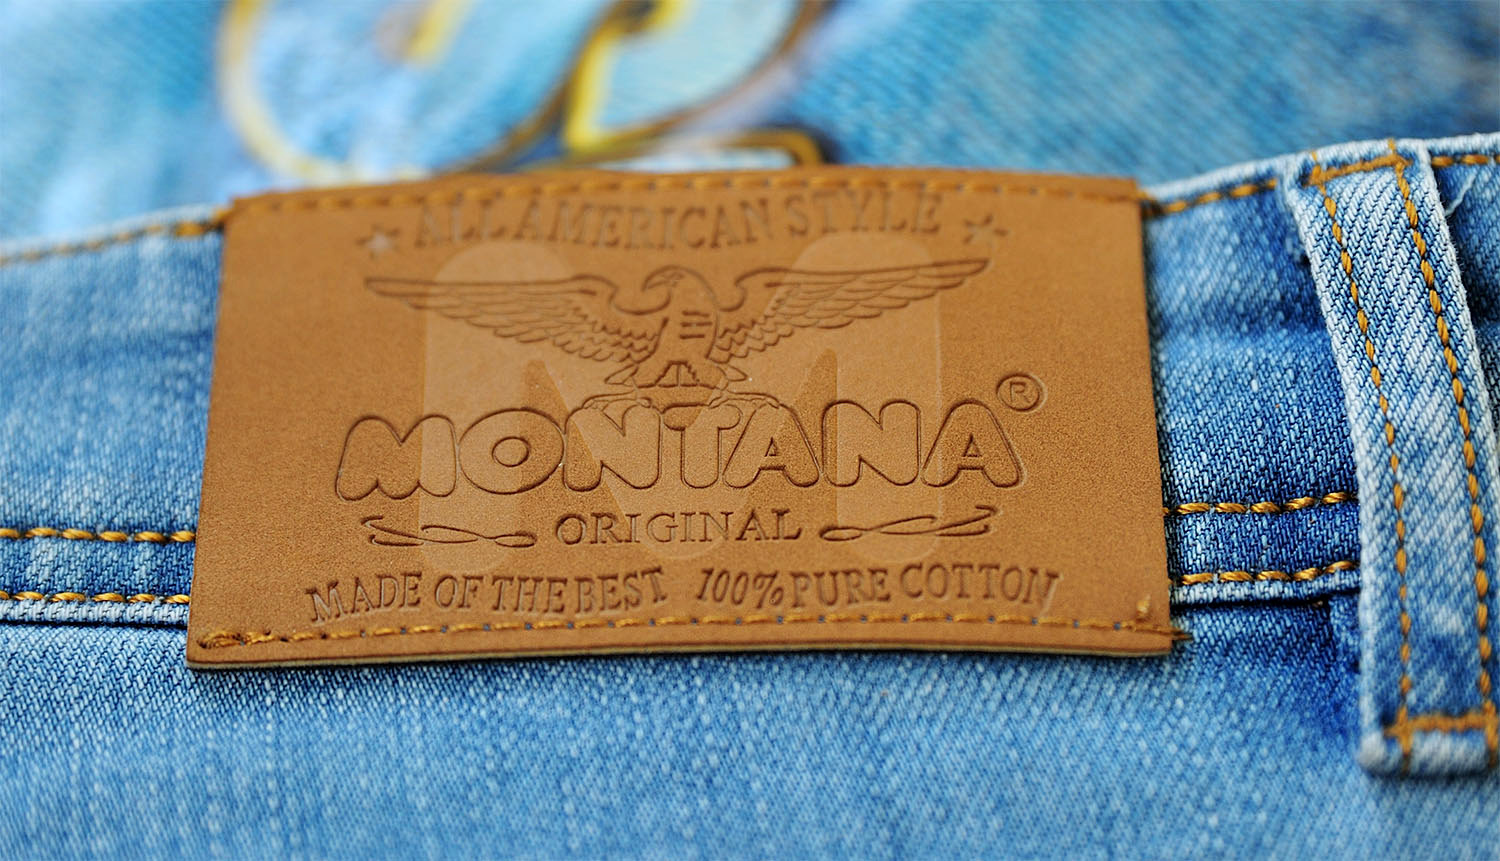 ALL AMERICAN STYLE
MONTANA®
ORIGINAL
MADE OF THE BEST 100% PURE COTTON
M